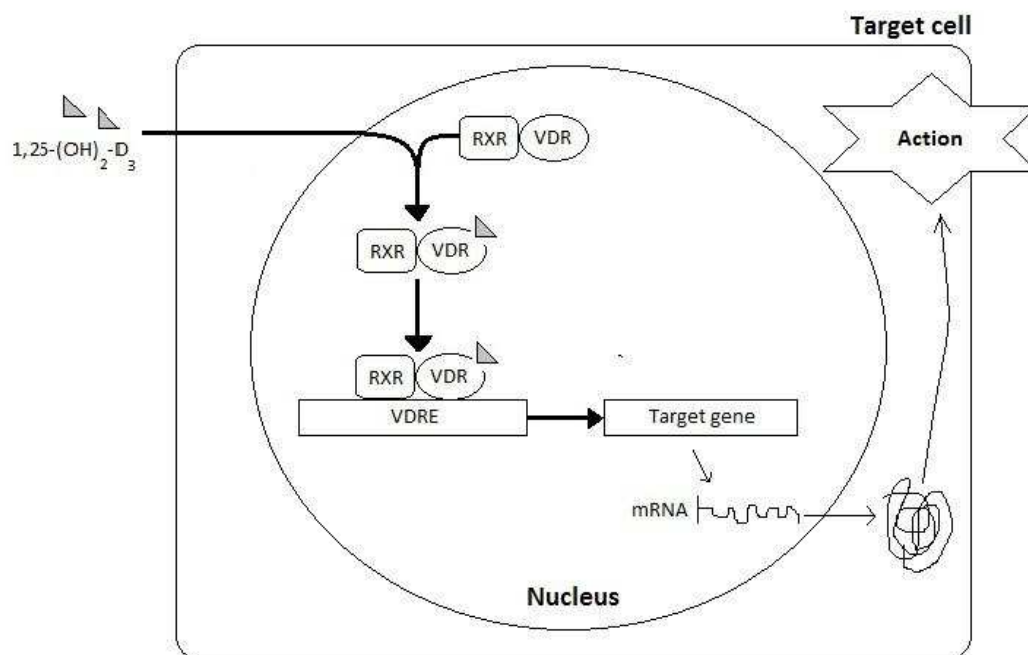 Target cell
RXR
VDR
Action
1,25-(OH)2-D3
RXR
VDR
RXR
VDR
VDRE
Target gene
mRNA
Nucleus